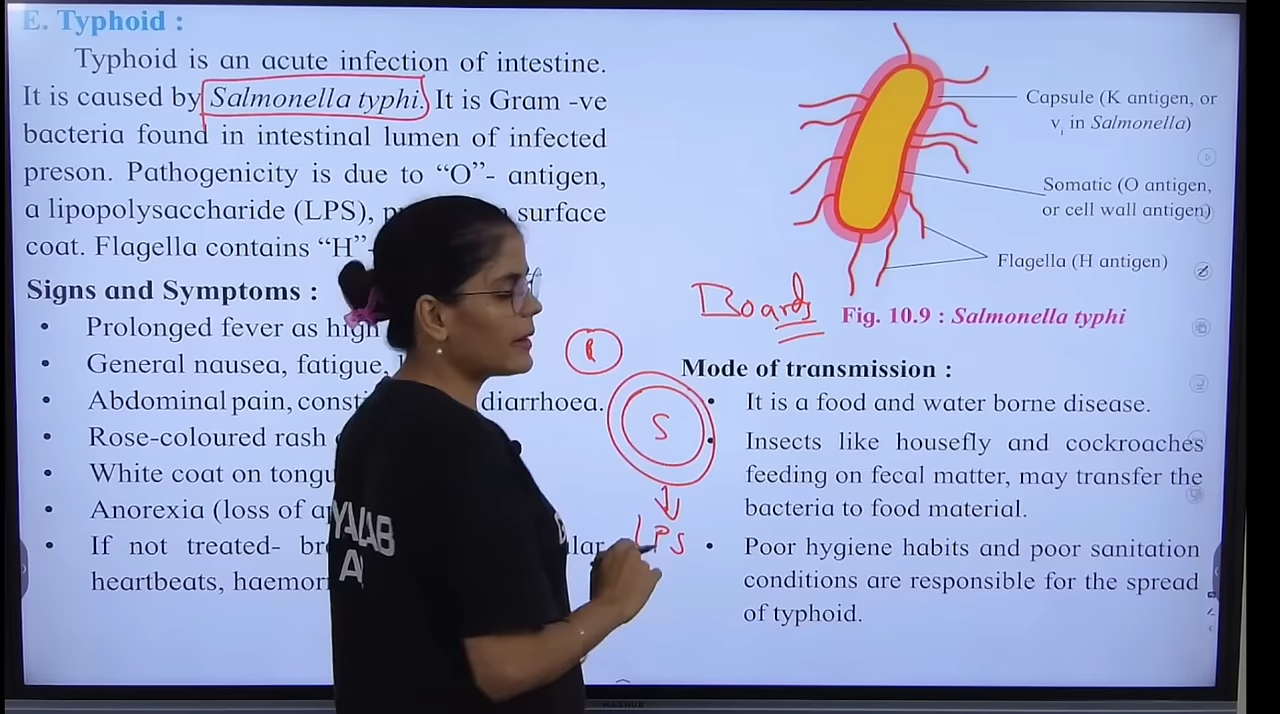 E. Typhoid :
Typhoid is an acute infection of intestine.
It is caused by Salmonella typhi. It is Gram -ve
bacteria found in intestinal lumen of infected
preson. Pathogenicity is due to “O”- antigen,
a lipopolysaccharide (LPS), surface
coat. Flagella contains “H”-
Signs and Symptoms :
• Prolonged fever as high
• General nausea, fatigue,
• Abdominal pain, diarrhoea.
• Rose-coloured rash
• White coat on
• Anorexia (loss of
• If not treated-
heartbeats,
Capsule (K antigen, or
vi in Salmonella)
Somatic (O antigen,
or cell wall antigen)
Flagella (H antigen)
Boards
Fig. 10.9 : Salmonella typhi
S
LPS
Mode of transmission :
• It is a food and water borne disease.
• Insects like housefly and cockroaches
feeding on fecal matter, may transfer the
bacteria to food material.
• Poor hygiene habits and poor sanitation
conditions are responsible for the spread
of typhoid.
YALAB